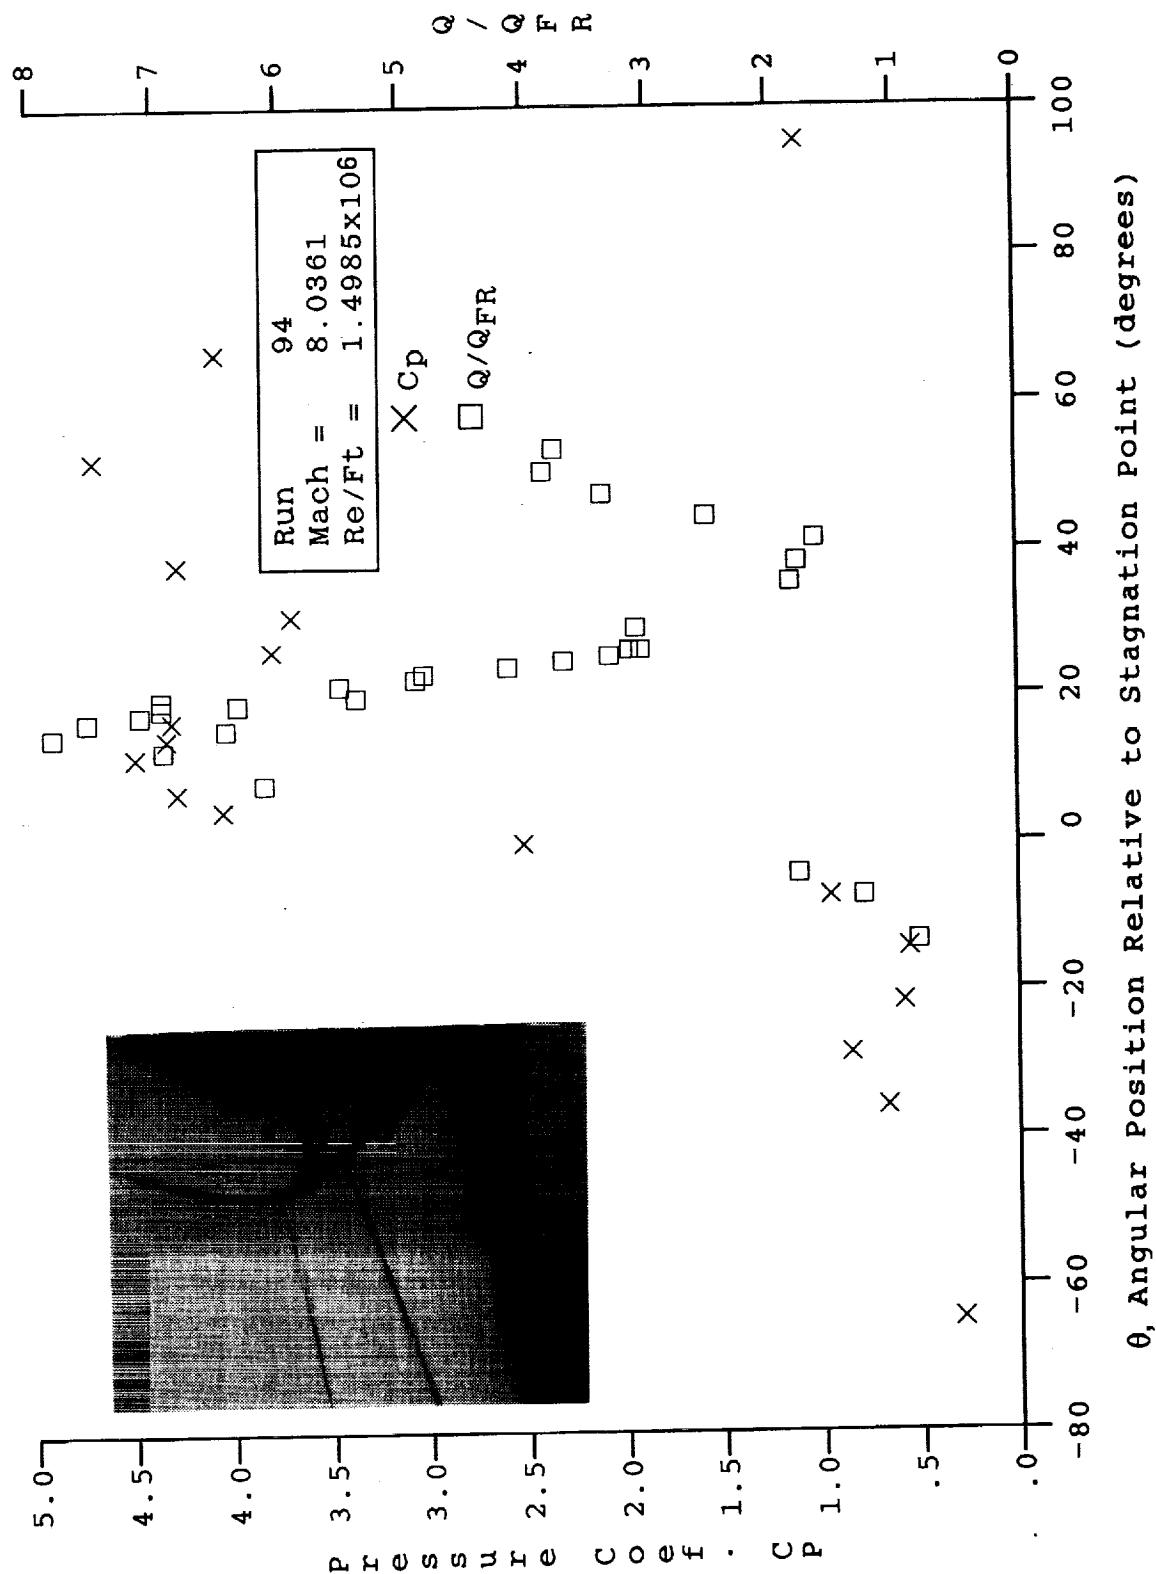 5.0
4.5
4.0
3.5
3.0
2.5
2.0
1.5
1.0
.5
.0
Pressure Coef. CP
8
7
6
5
4
3
2
1
0
Q/QFR
Run 94
Mach = 8.0361
Re/Ft = 1.4985x10⁶
Cp
Q/QFR
-80 -60 -40 -20 0 20 40 60 80 100
θ, Angular Position Relative to Stagnation Point (degrees)